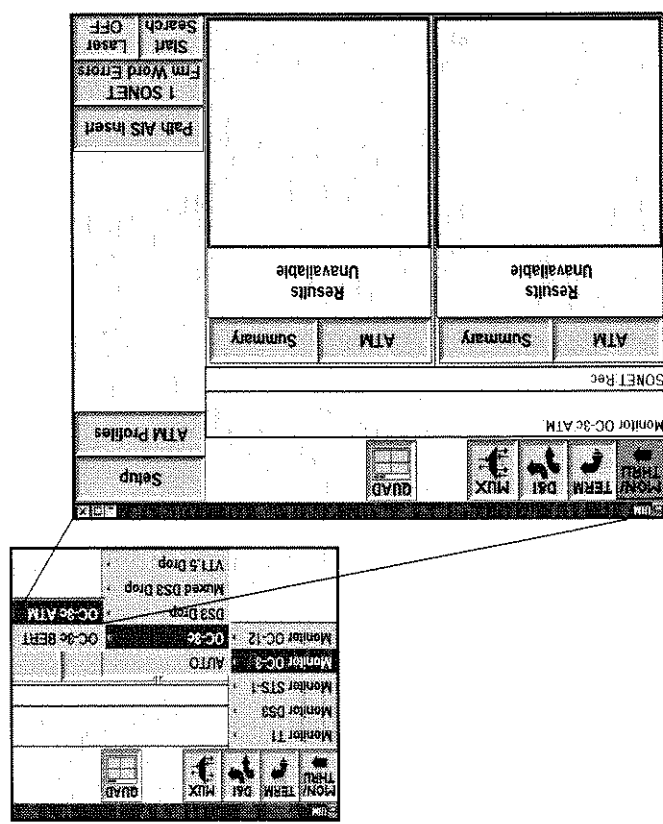 MON/
THRU
TERM
D&I
MUX
QUAD
Monitor T1
Monitor DS3
Monitor STS-1
Monitor OC-3
Monitor OC-12
AUTO
OC-3c
DS3 Drop
Muxed DS3 Drop
VT1.5 Drop
OC-3c BERT
OC-3c ATM
MON/
THRU
TERM
D&I
MUX
QUAD
Setup
ATM Profiles
Monitor OC-3c ATM
SONET Rec
ATM Summary ATM Summary
Results
Unavailable
Results
Unavailable
Path AIS Insert
1 SONET
Frm Word Errors
Start
Search
Laser
OFF